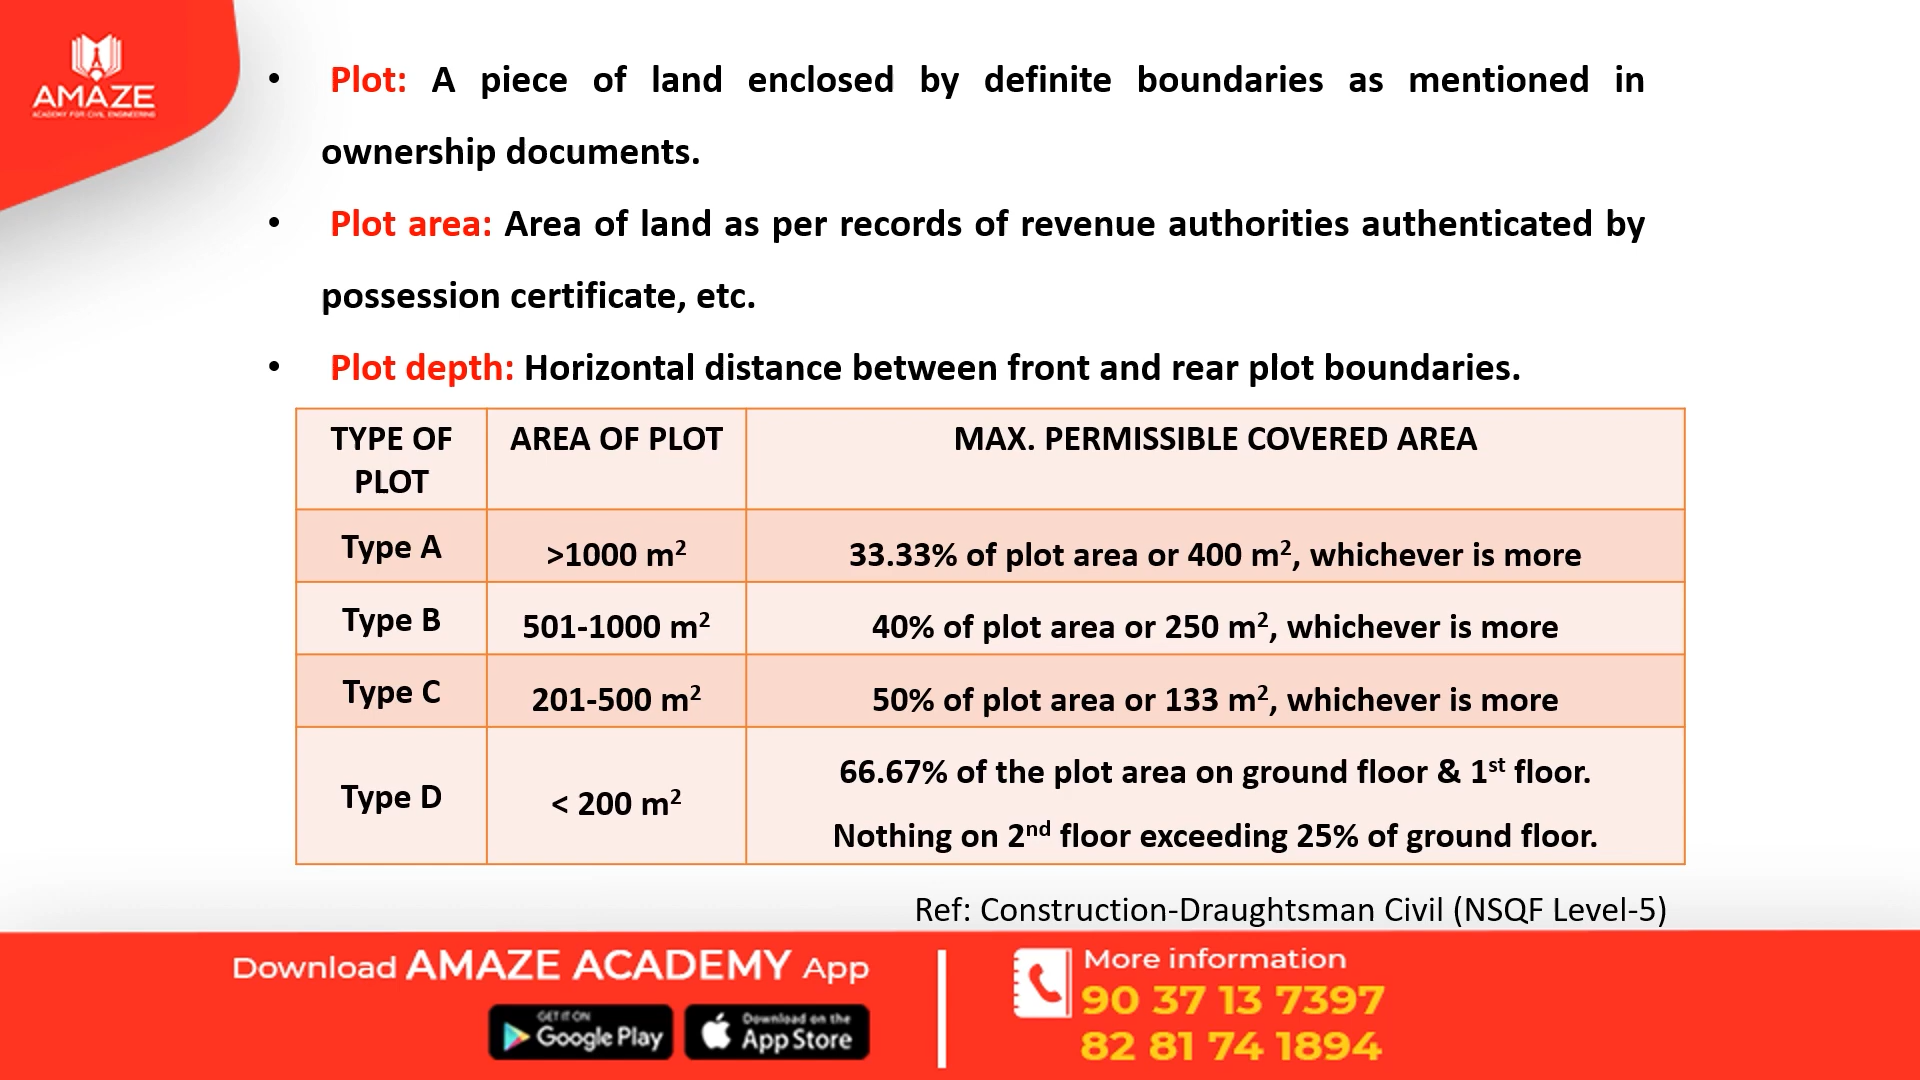 AMAZE
ACADEMY FOR CIVIL ENGINEERING
• Plot: A piece of land enclosed by definite boundaries as mentioned in
ownership documents.
• Plot area: Area of land as per records of revenue authorities authenticated by
possession certificate, etc.
• Plot depth: Horizontal distance between front and rear plot boundaries.
TYPE OF
PLOT
AREA OF PLOT
MAX. PERMISSIBLE COVERED AREA
Type A
>1000 m²
33.33% of plot area or 400 m², whichever is more
Type B
501-1000 m²
40% of plot area or 250 m², whichever is more
Type C
201-500 m²
50% of plot area or 133 m², whichever is more
Type D
< 200 m²
66.67% of the plot area on ground floor & 1st floor.
Nothing on 2nd floor exceeding 25% of ground floor.
Ref: Construction-Draughtsman Civil (NSQF Level-5)
Download AMAZE ACADEMY App
GET IT ON
Google Play
Download on the
App Store
More information
90 37 13 7397
82 81 74 1894